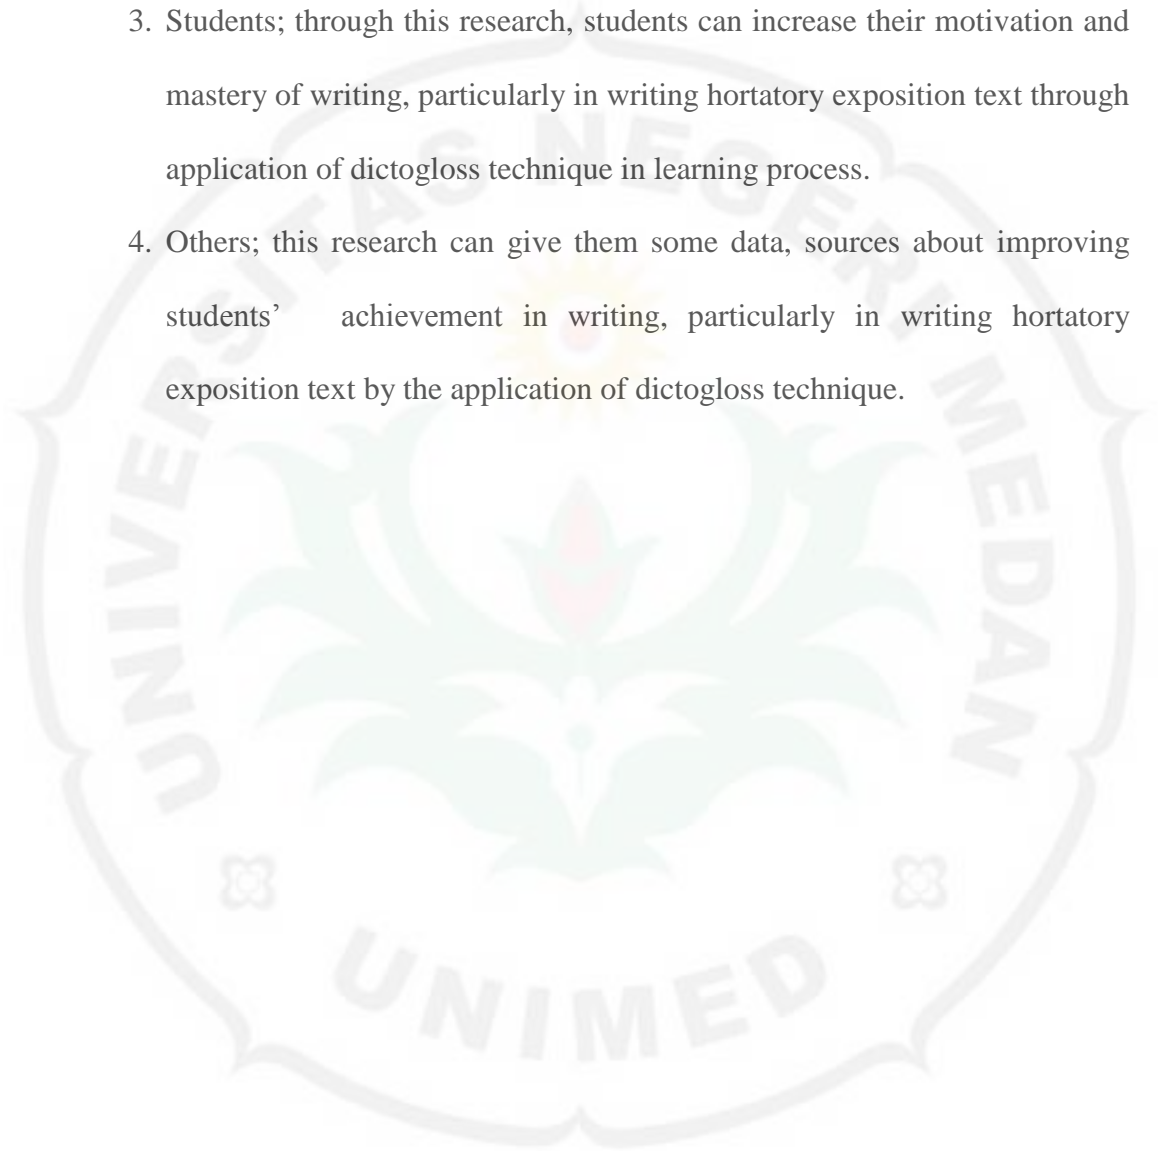 3. Students; through this research, students can increase their motivation and
mastery of writing, particularly in writing hortatory exposition text through
application of dictogloss technique in learning process.
4. Others; this research can give them some data, sources about improving
students’ achievement in writing, particularly in writing hortatory
exposition text by the application of dictogloss technique.
UNIVERSITAS NEGERI MEDAN
UNIMED